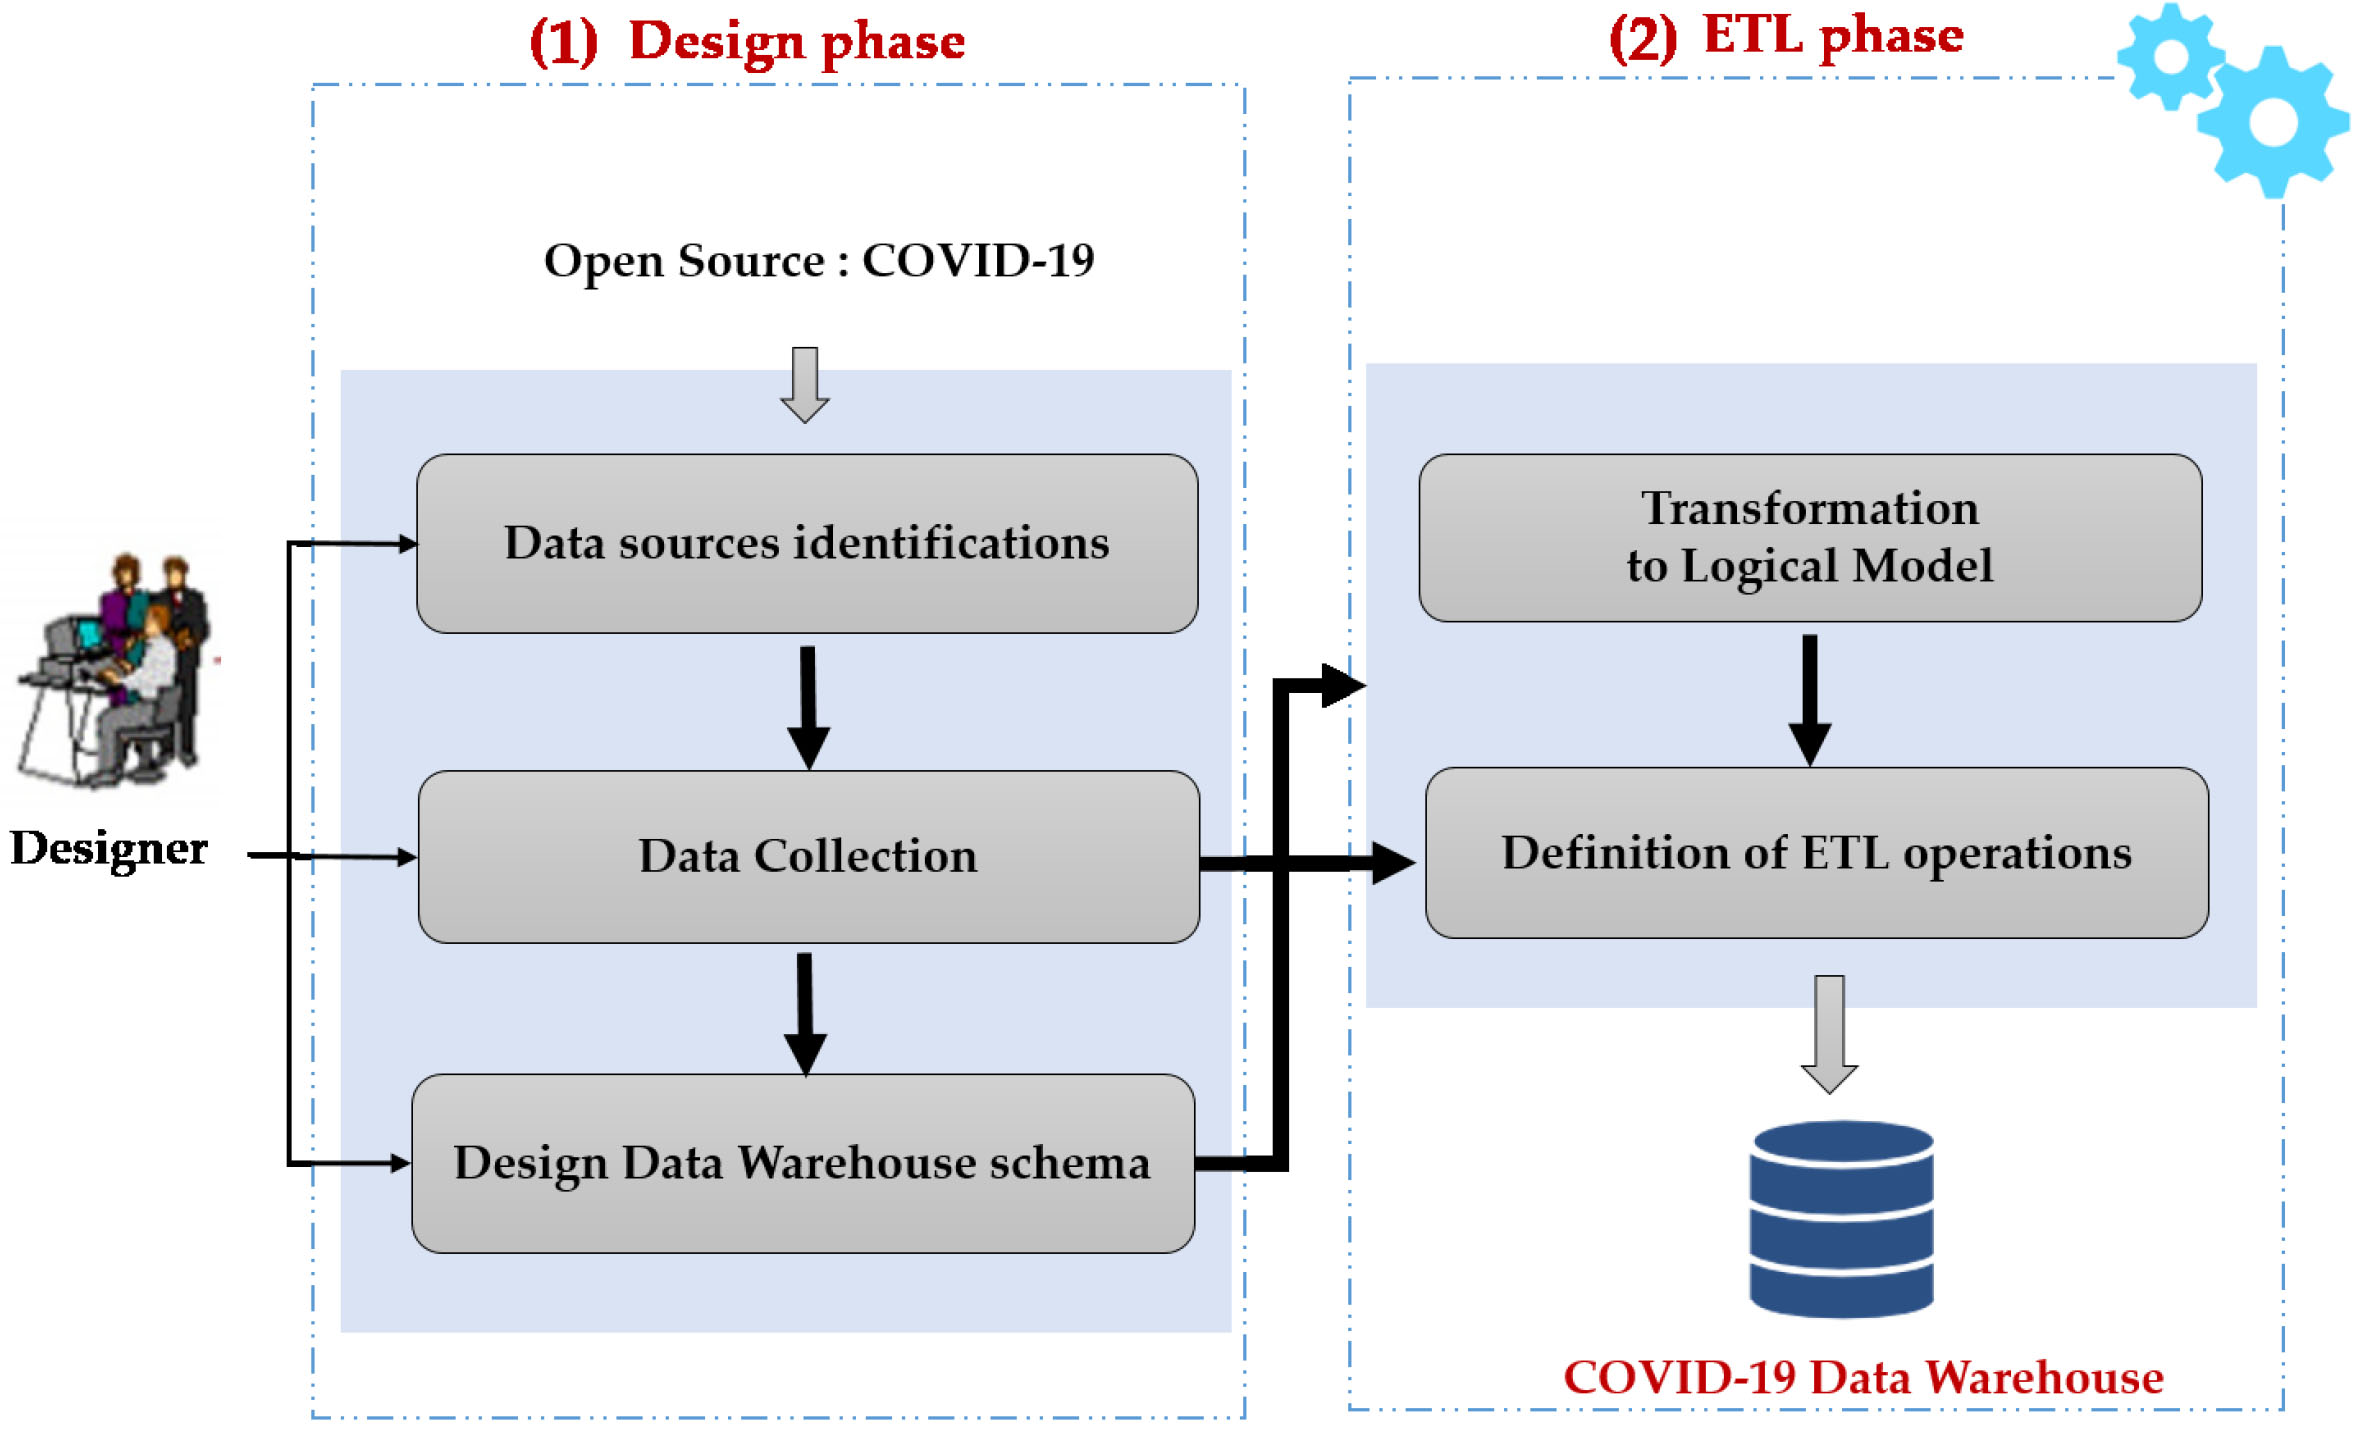 (1) Design phase
(2) ETL phase
Open Source : COVID-19
Data sources identifications
Data Collection
Design Data Warehouse schema
Designer
Transformation
to Logical Model
Definition of ETL operations
COVID-19 Data Warehouse